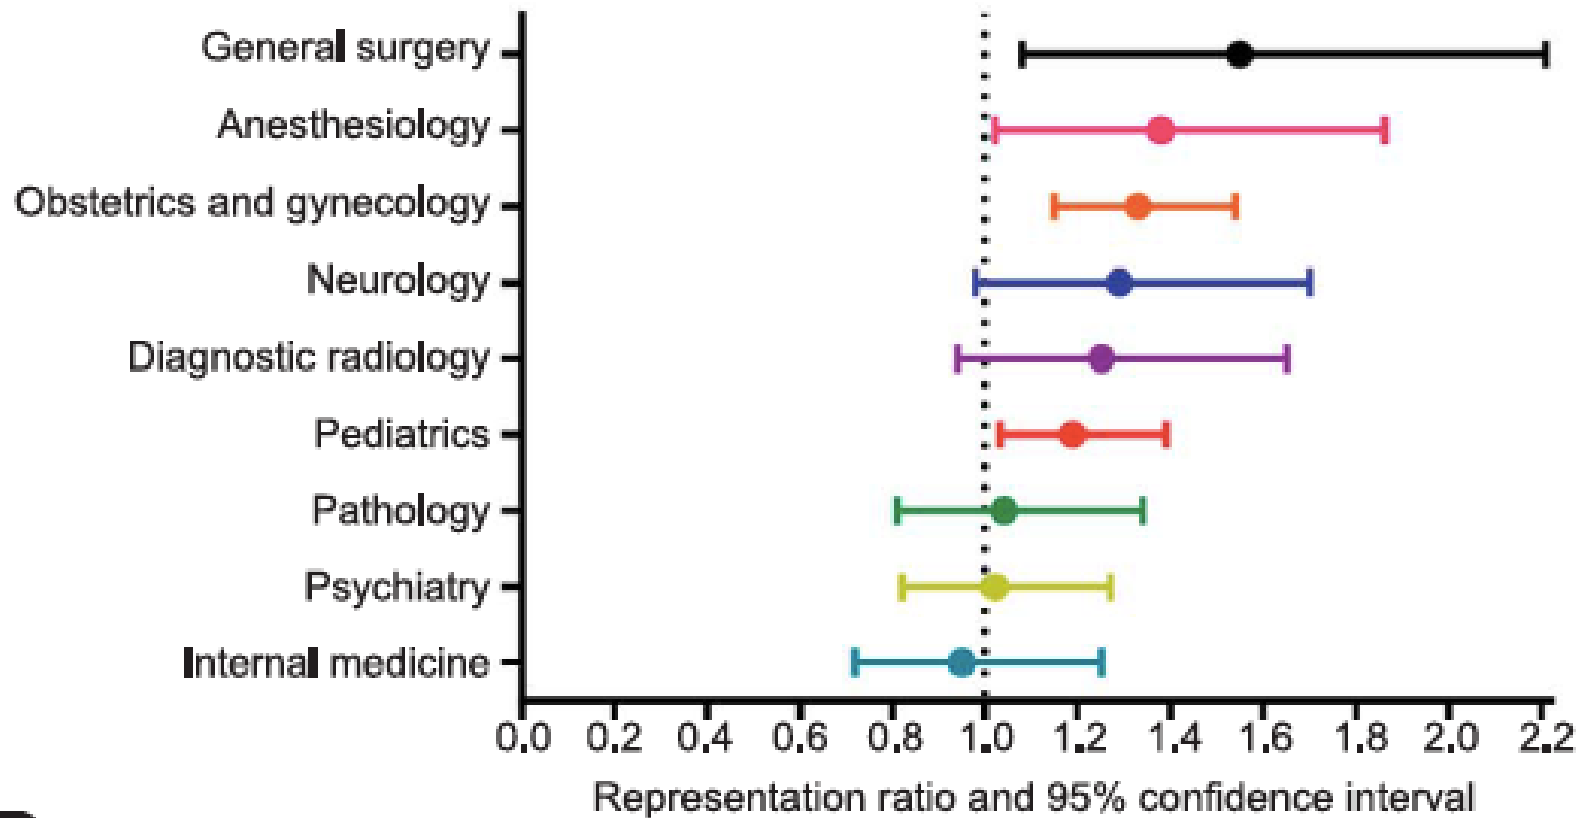 General surgery
Anesthesiology
Obstetrics and gynecology
Neurology
Diagnostic radiology
Pediatrics
Pathology
Psychiatry
Internal medicine
0.0 0.2 0.4 0.6 0.8 1.0 1.2 1.4 1.6 1.8 2.0 2.2
Representation ratio and 95% confidence interval